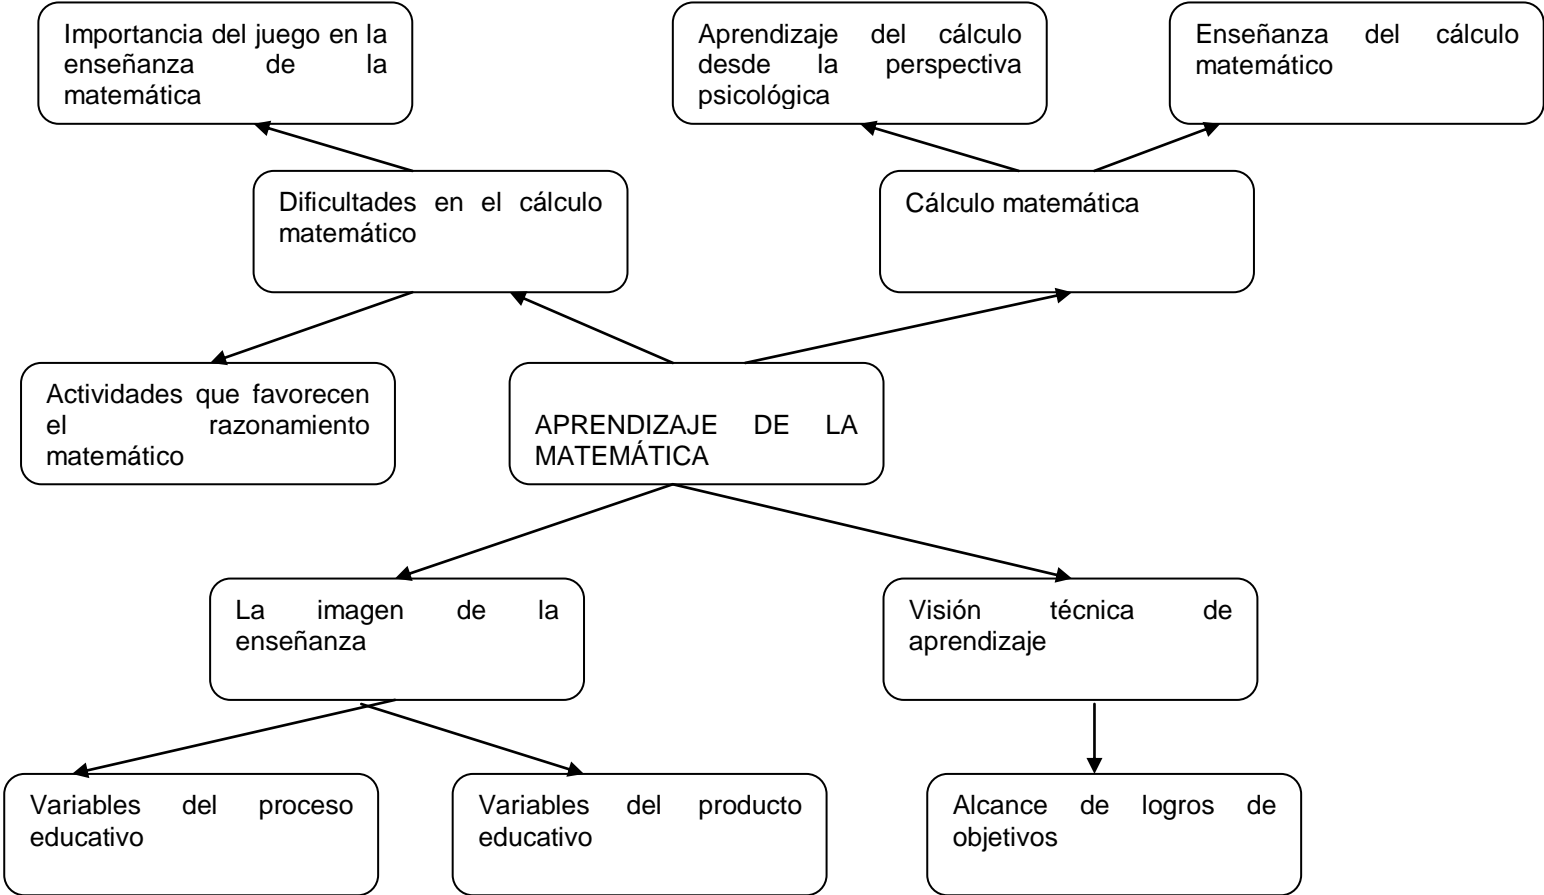 Importancia del juego en la
enseñanza de la
matemática
Aprendizaje del cálculo
desde la perspectiva
psicológica
Enseñanza del cálculo
matemático
Dificultades en el cálculo
matemático
Cálculo matemática
Actividades que favorecen
el razonamiento
matemático
APRENDIZAJE DE LA
MATEMÁTICA
La imagen de la
enseñanza
Visión técnica de
aprendizaje
Variables del proceso
educativo
Variables del producto
educativo
Alcance de logros de
objetivos